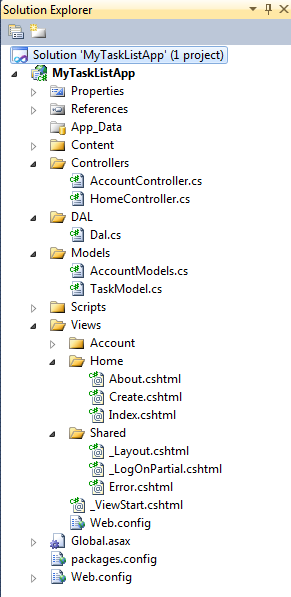 Solution Explorer
Solution 'MyTaskListApp' (1 project)
MyTaskListApp
Properties
References
App_Data
Content
Controllers
AccountController.cs
HomeController.cs
DAL
Dal.cs
Models
AccountModels.cs
TaskModel.cs
Scripts
Views
Account
Home
About.cshtml
Create.cshtml
Index.cshtml
Shared
_Layout.cshtml
_LogOnPartial.cshtml
Error.cshtml
_ViewStart.cshtml
Web.config
Global.asax
packages.config
Web.config